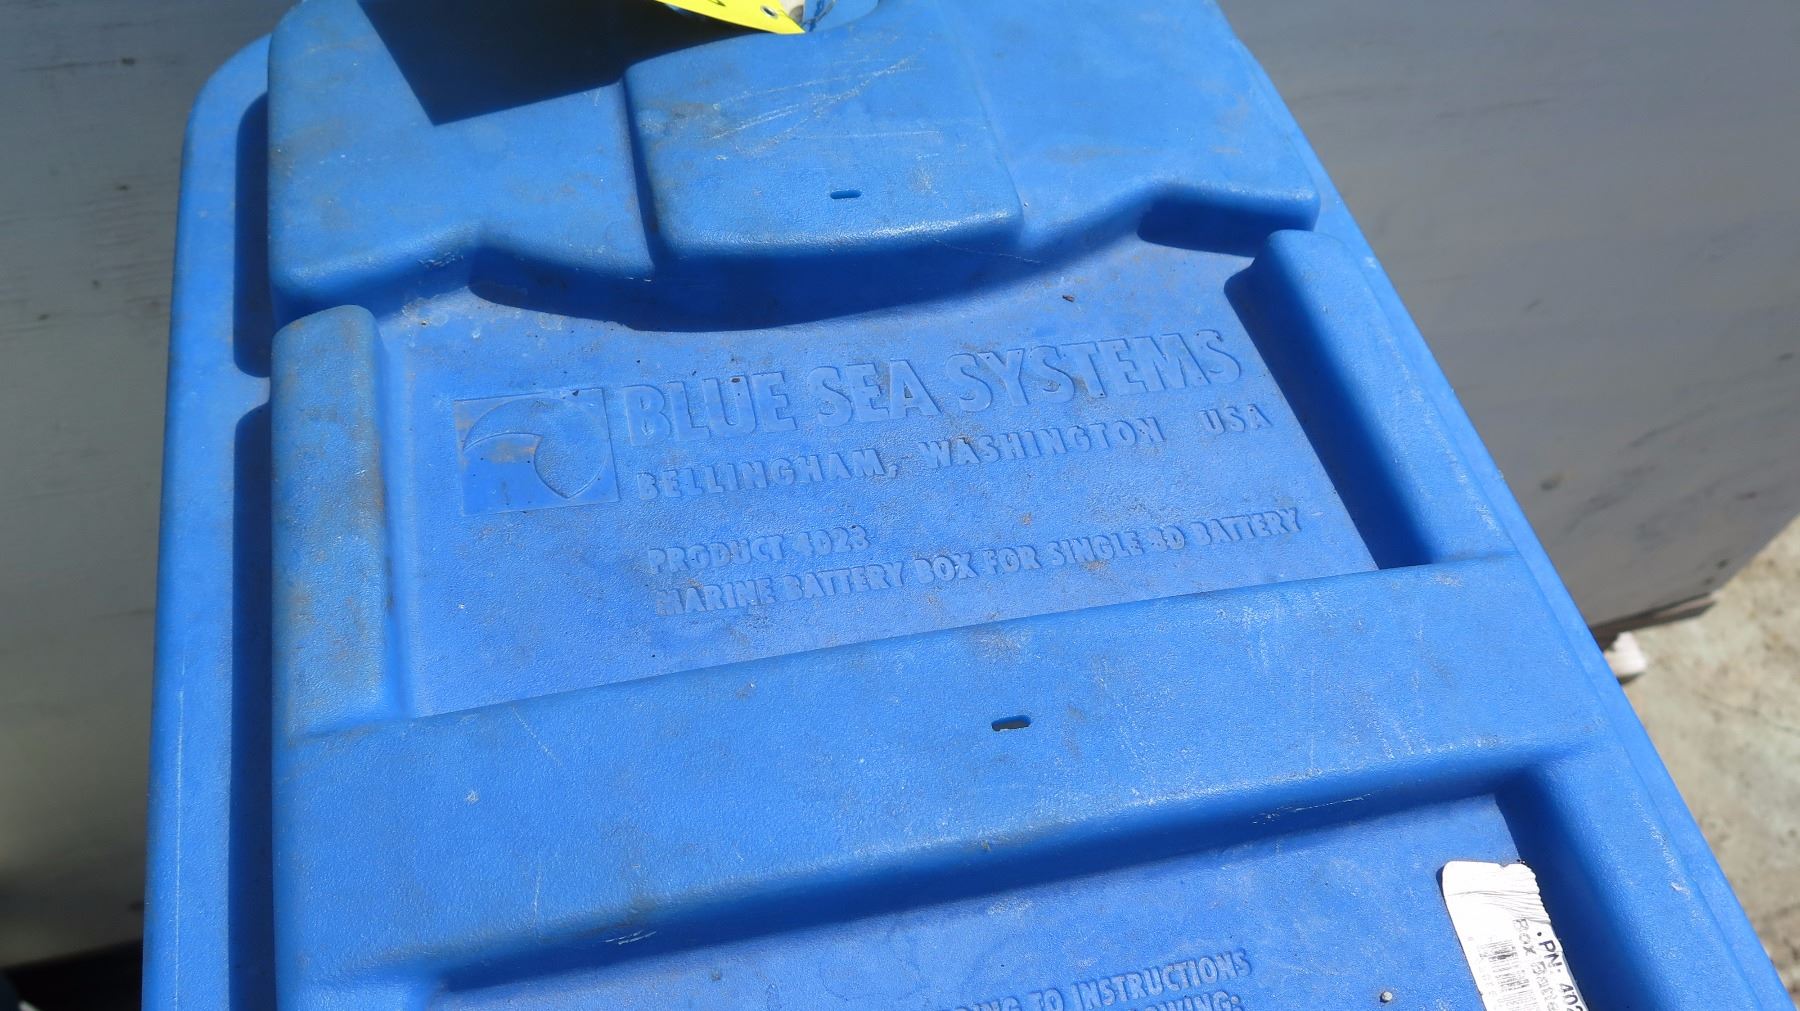 BLUE SEA SYSTEMS
BELLINGHAM, WASHINGTON USA
PRODUCT 4028
MARINE BATTERY BOX FOR SINGLE 8D BATTERY
TO INSTRUCTIONS
PN: 402
Box